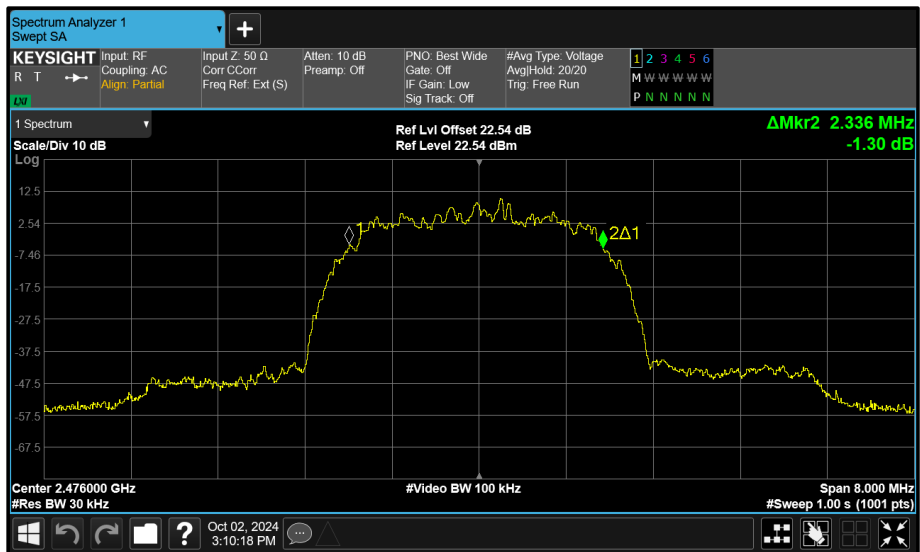 Spectrum Analyzer 1
Swept SA
KEYSIGHT
R T
LXI
Input: RF
Coupling: AC
Align: Partial
Input Z: 50 Ω
Corr CCorr
Freq Ref: Ext (S)
Atten: 10 dB
Preamp: Off
PNO: Best Wide
Gate: Off
IF Gain: Low
Sig Track: Off
#Avg Type: Voltage
Avg|Hold: 20/20
Trig: Free Run
1 2 3 4 5 6
M W W W W W
P N N N N N
1 Spectrum
Scale/Div 10 dB
Ref Lvl Offset 22.54 dB
Ref Level 22.54 dBm
ΔMkr2 2.336 MHz
-1.30 dB
Log
12.5
2.54
-7.46
-17.5
-27.5
-37.5
-47.5
-57.5
-67.5
1
2Δ1
Center 2.476000 GHz
#Res BW 30 kHz
#Video BW 100 kHz
Span 8.000 MHz
#Sweep 1.00 s (1001 pts)
?
Oct 02, 2024
3:10:18 PM